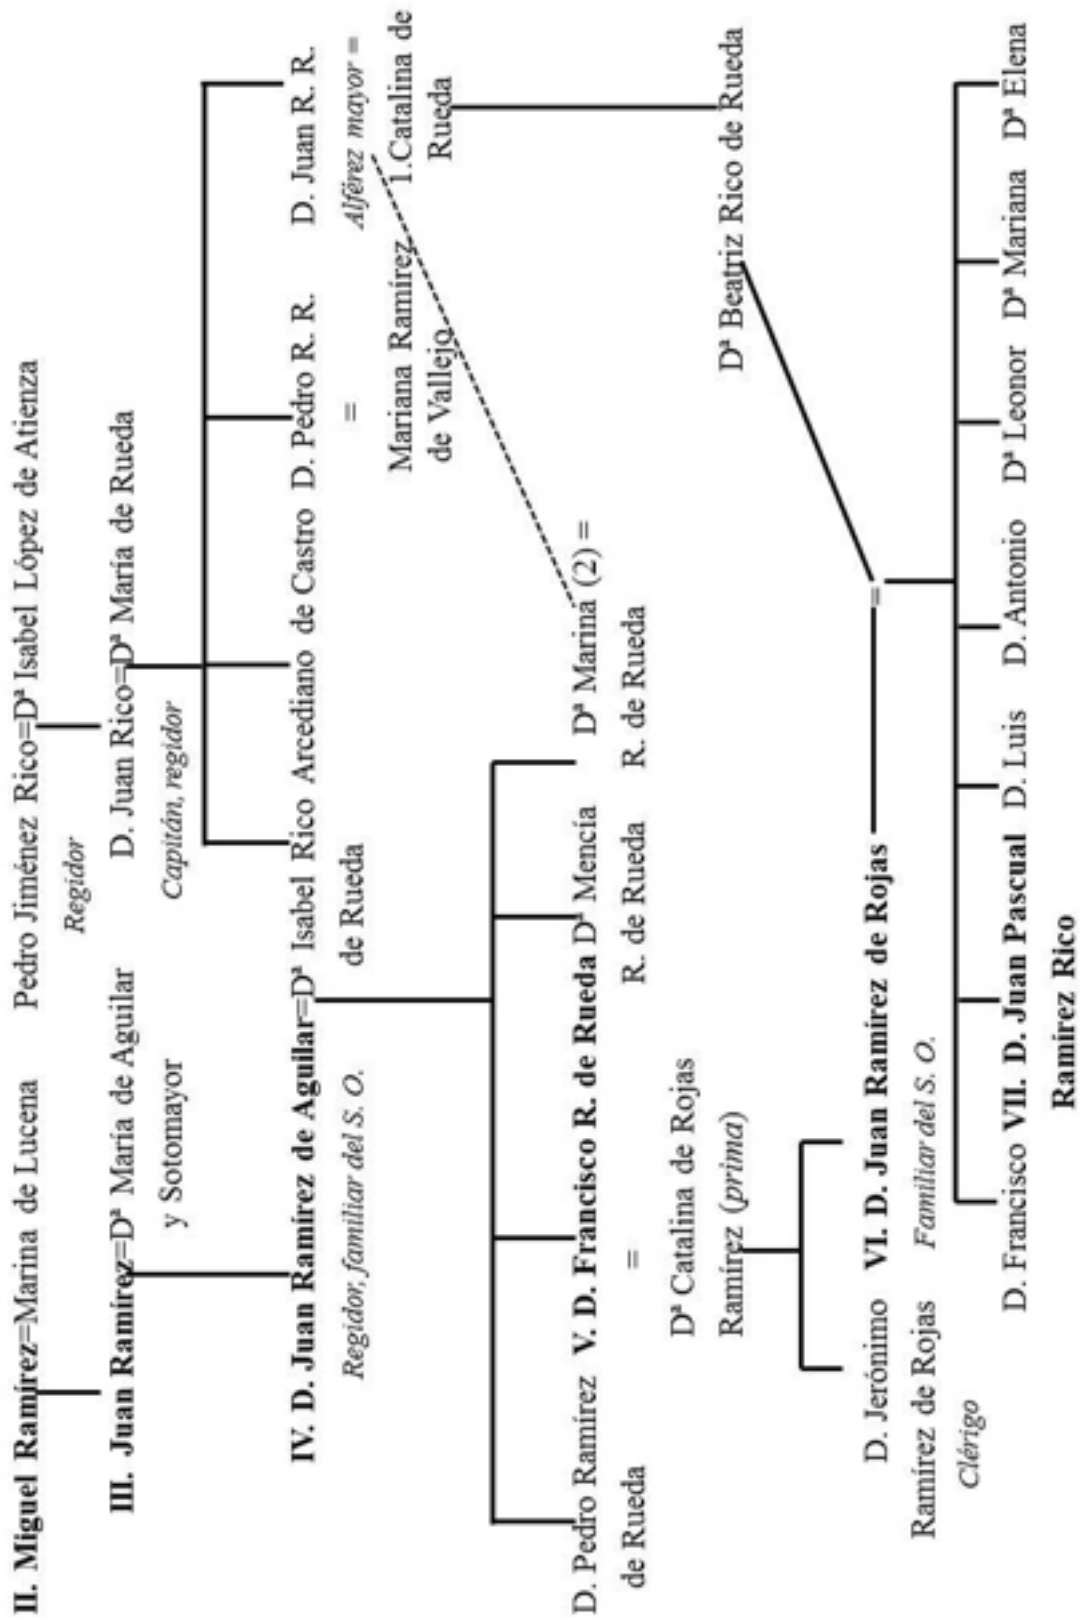 II. Miguel Ramírez=Marina de Lucena Pedro Jiménez Rico=Dª Isabel López de Atienza
Regidor
III. Juan Ramírez=Dª María de Aguilar D. Juan Rico=Dª María de Rueda
y Sotomayor Capitán, regidor
IV. D. Juan Ramírez de Aguilar=Dª Isabel Rico Arcediano de Castro D. Pedro R. R. D. Juan R. R.
Regidor, familiar del S. O. de Rueda = Alférez mayor =
Mariana Ramírez 1.Catalina de
de Vallejo Rueda
D. Pedro Ramírez V. D. Francisco R. de Rueda Dª Mencía Dª Marina (2) =
de Rueda = R. de Rueda R. de Rueda
Dª Catalina de Rojas
Ramírez (prima) Dª Beatriz Rico de Rueda
D. Jerónimo VI. D. Juan Ramírez de Rojas =
Ramírez de Rojas Familiar del S. O.
Clérigo
D. Francisco VII. D. Juan Pascual D. Luis D. Antonio Dª Leonor Dª Mariana Dª Elena
Ramírez Rico